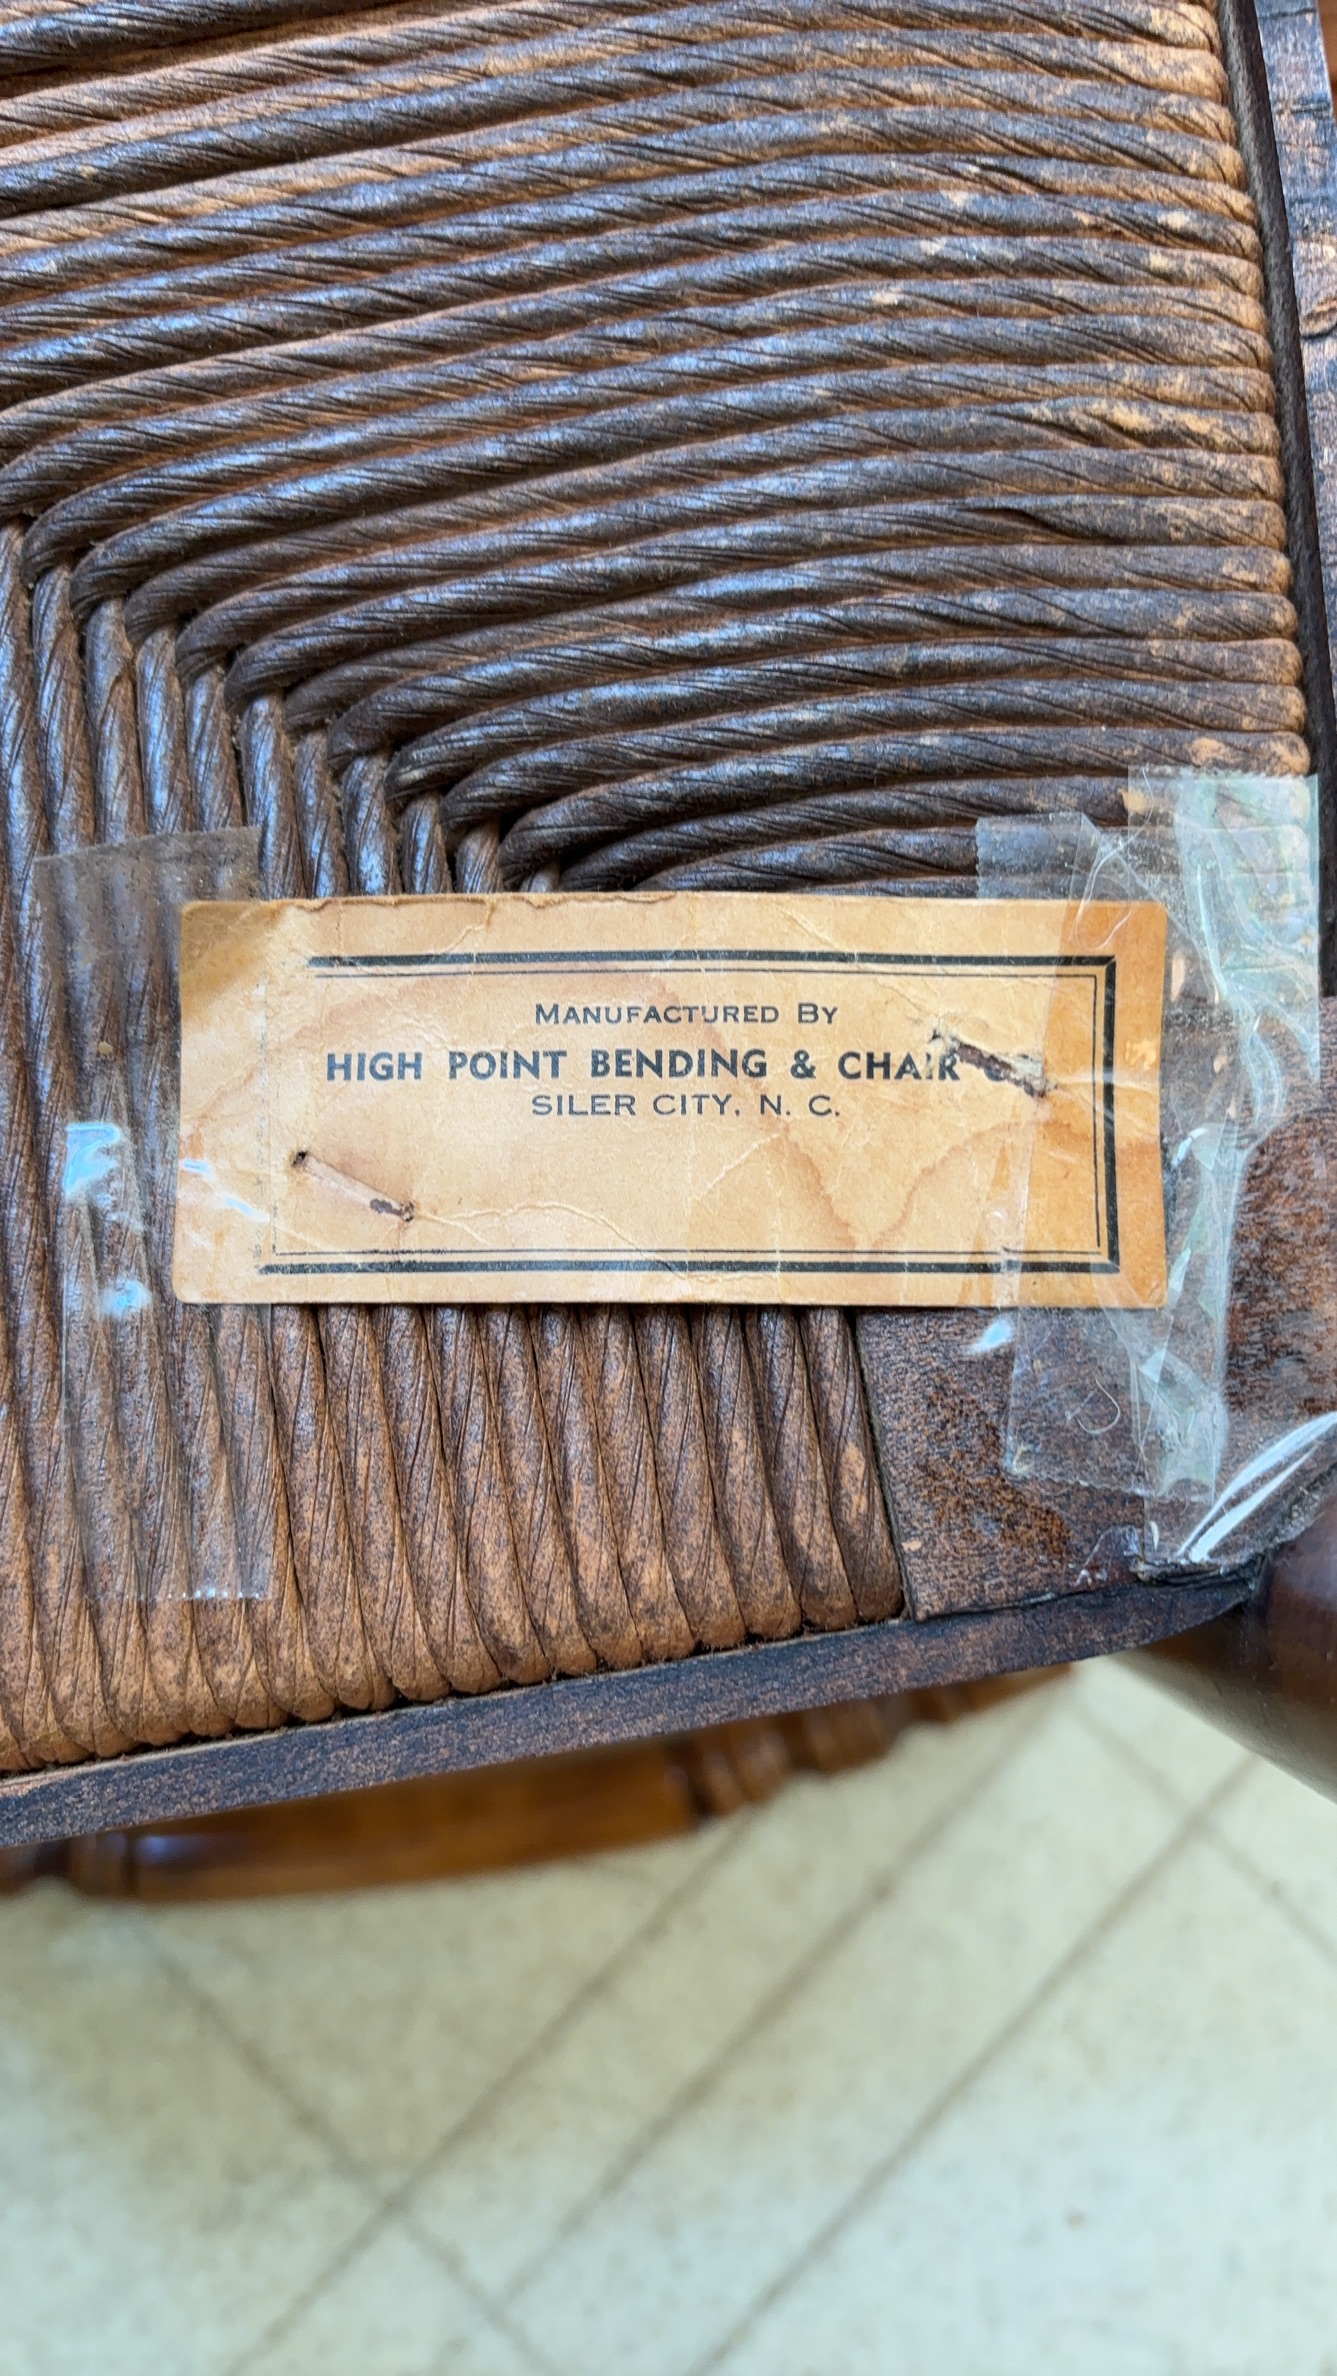 Manufactured By
HIGH POINT BENDING & CHAIR
SILER CITY, N. C.